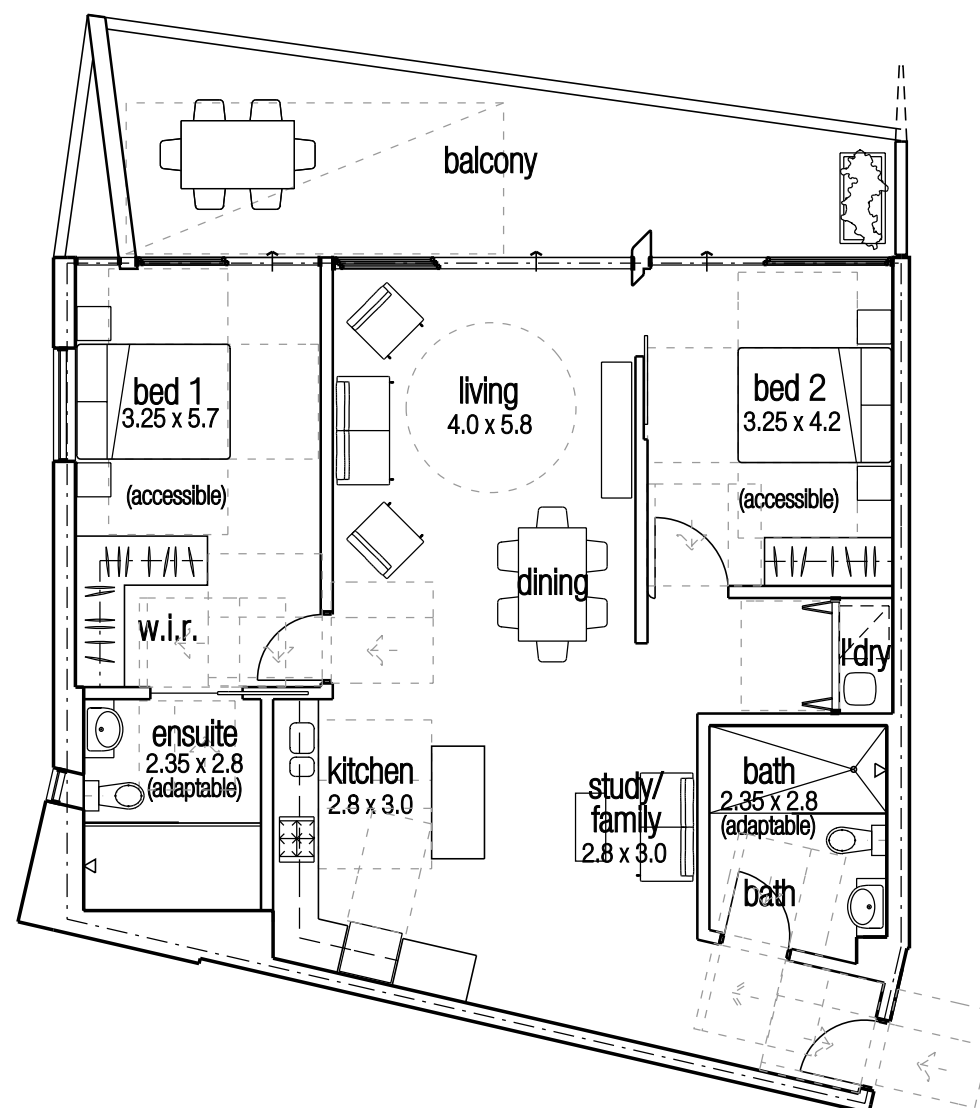 balcony
bed 1
3.25 x 5.7
(accessible)
living
4.0 x 5.8
bed 2
3.25 x 4.2
(accessible)
dining
w.i.r.
l'dry
ensuite
2.35 x 2.8
(adaptable)
kitchen
2.8 x 3.0
study/
family
2.8 x 3.0
bath
2.35 x 2.8
(adaptable)
bath